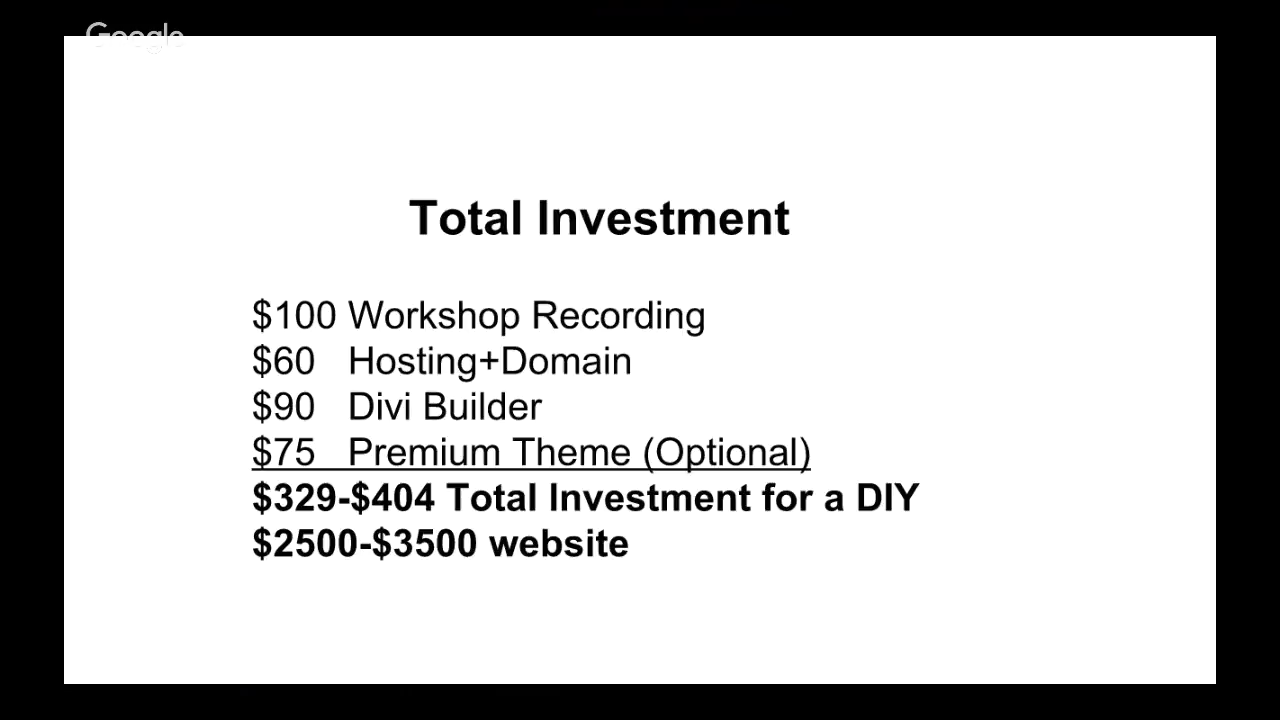 Google
Total Investment
$100 Workshop Recording
$60 Hosting+Domain
$90 Divi Builder
$75 Premium Theme (Optional)
$329-$404 Total Investment for a DIY
$2500-$3500 website